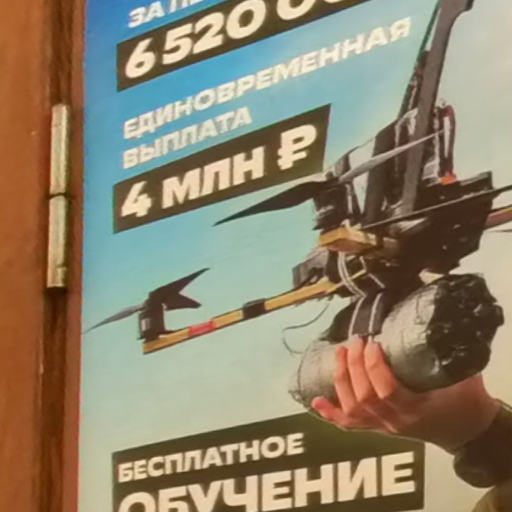 ЗА
6 520
ЕДИНОВРЕМЕННАЯ
ВЫПЛАТА
4 МЛН ₽
БЕСПЛАТНОЕ
ОБУЧЕНИЕ